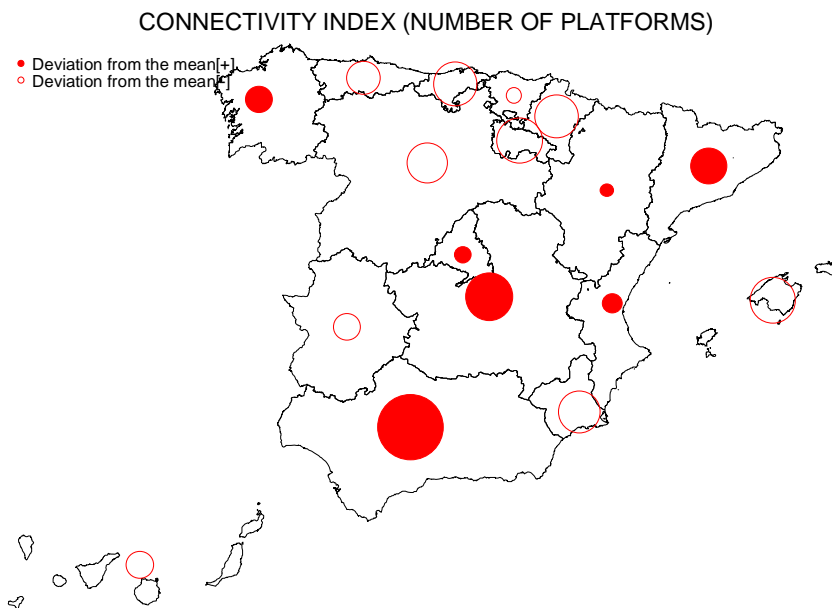 CONNECTIVITY INDEX (NUMBER OF PLATFORMS)
Deviation from the mean[+]
Deviation from the mean[-]